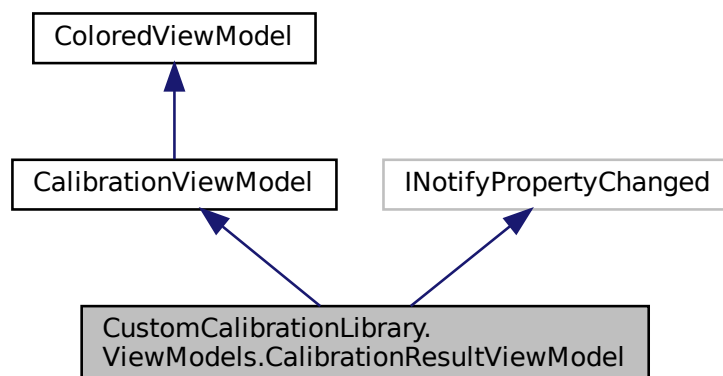 ColoredViewModel
CalibrationViewModel
INotifyPropertyChanged
CustomCalibrationLibrary.
ViewModels.CalibrationResultViewModel